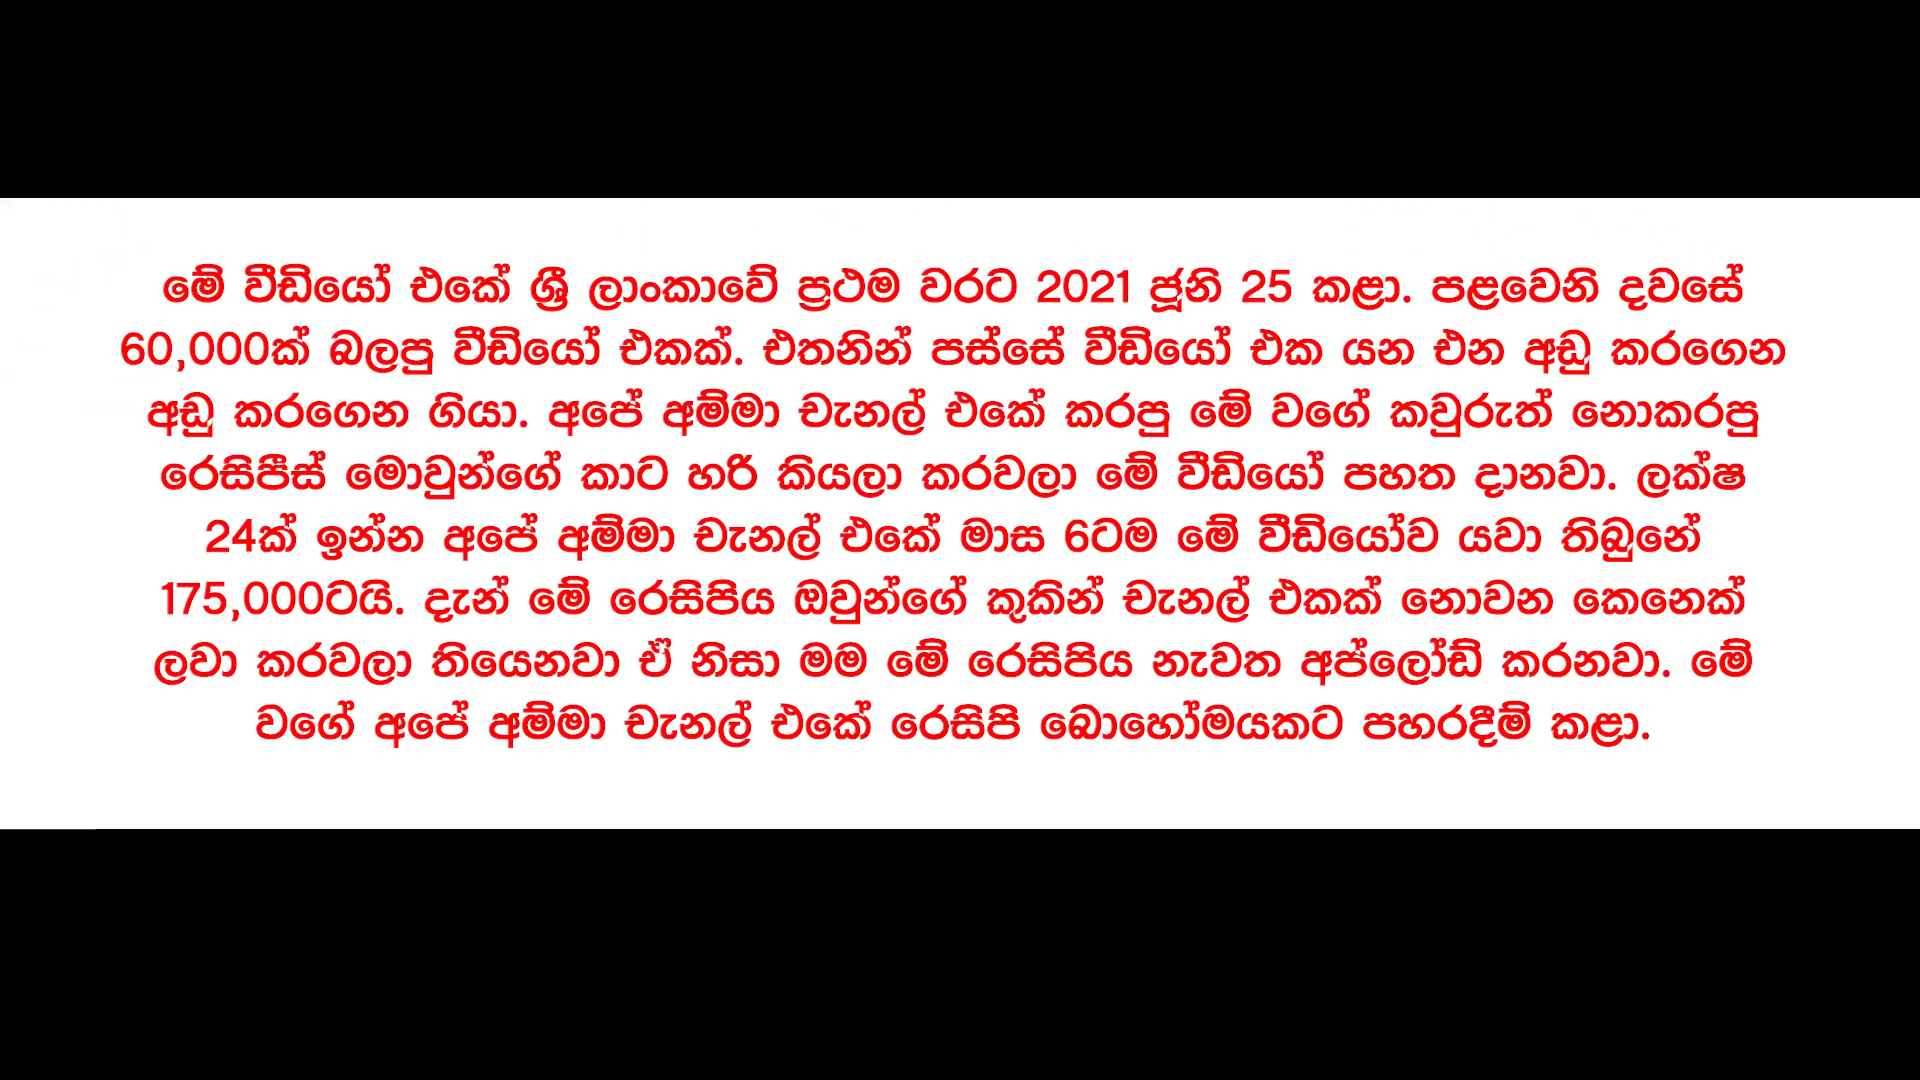 මේ වීඩියෝ එකේ ශ්‍රී ලාංකාවේ ප්‍රථම වරට 2021 ජූනි 25 කළා. පළවෙනි දවසේ
60,000ක් බලපු වීඩියෝ එකක්. එතනින් පස්සේ වීඩියෝ එක යන එන අඩු කරගෙන
අඩු කරගෙන ගියා. අපේ අම්මා චැනල් එකේ කරපු මේ වගේ කවුරුත් නොකරපු
රෙසිපීස් මොවුන්ගේ කාට හරි කියලා කරවලා මේ වීඩියෝ පහත දානවා. ලක්ෂ
24ක් ඉන්න අපේ අම්මා චැනල් එකේ මාස 6ටම මේ වීඩියෝව යවා තිබුනේ
175,000ටයි. දැන් මේ රෙසිපිය ඔවුන්ගේ කුකින් චැනල් එකක් නොවන කෙනෙක්
ලවා කරවලා තියෙනවා ඒ නිසා මම මේ රෙසිපිය නැවත අප්ලෝඩ් කරනවා. මේ
වගේ අපේ අම්මා චැනල් එකේ රෙසිපි බොහෝමයකට පහරදීම් කළා.